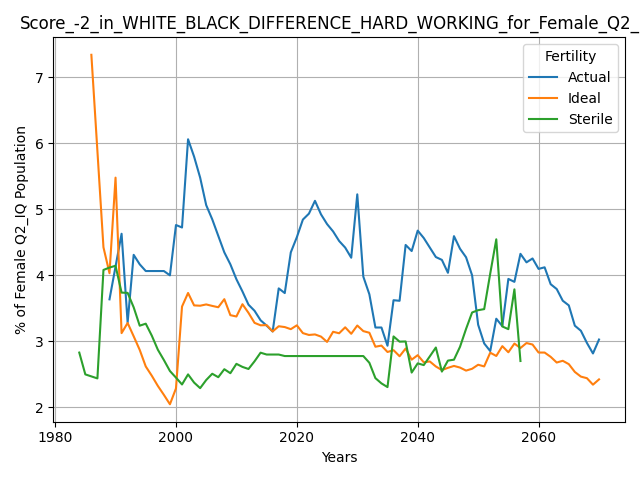 Score_-2_in_WHITE_BLACK_DIFFERENCE_HARD_WORKING_for_Female_Q2_
Fertility
Actual
Ideal
Sterile
% of Female Q2_IQ Population
7
6
5
4
3
2
1980 2000 2020 2040 2060
Years